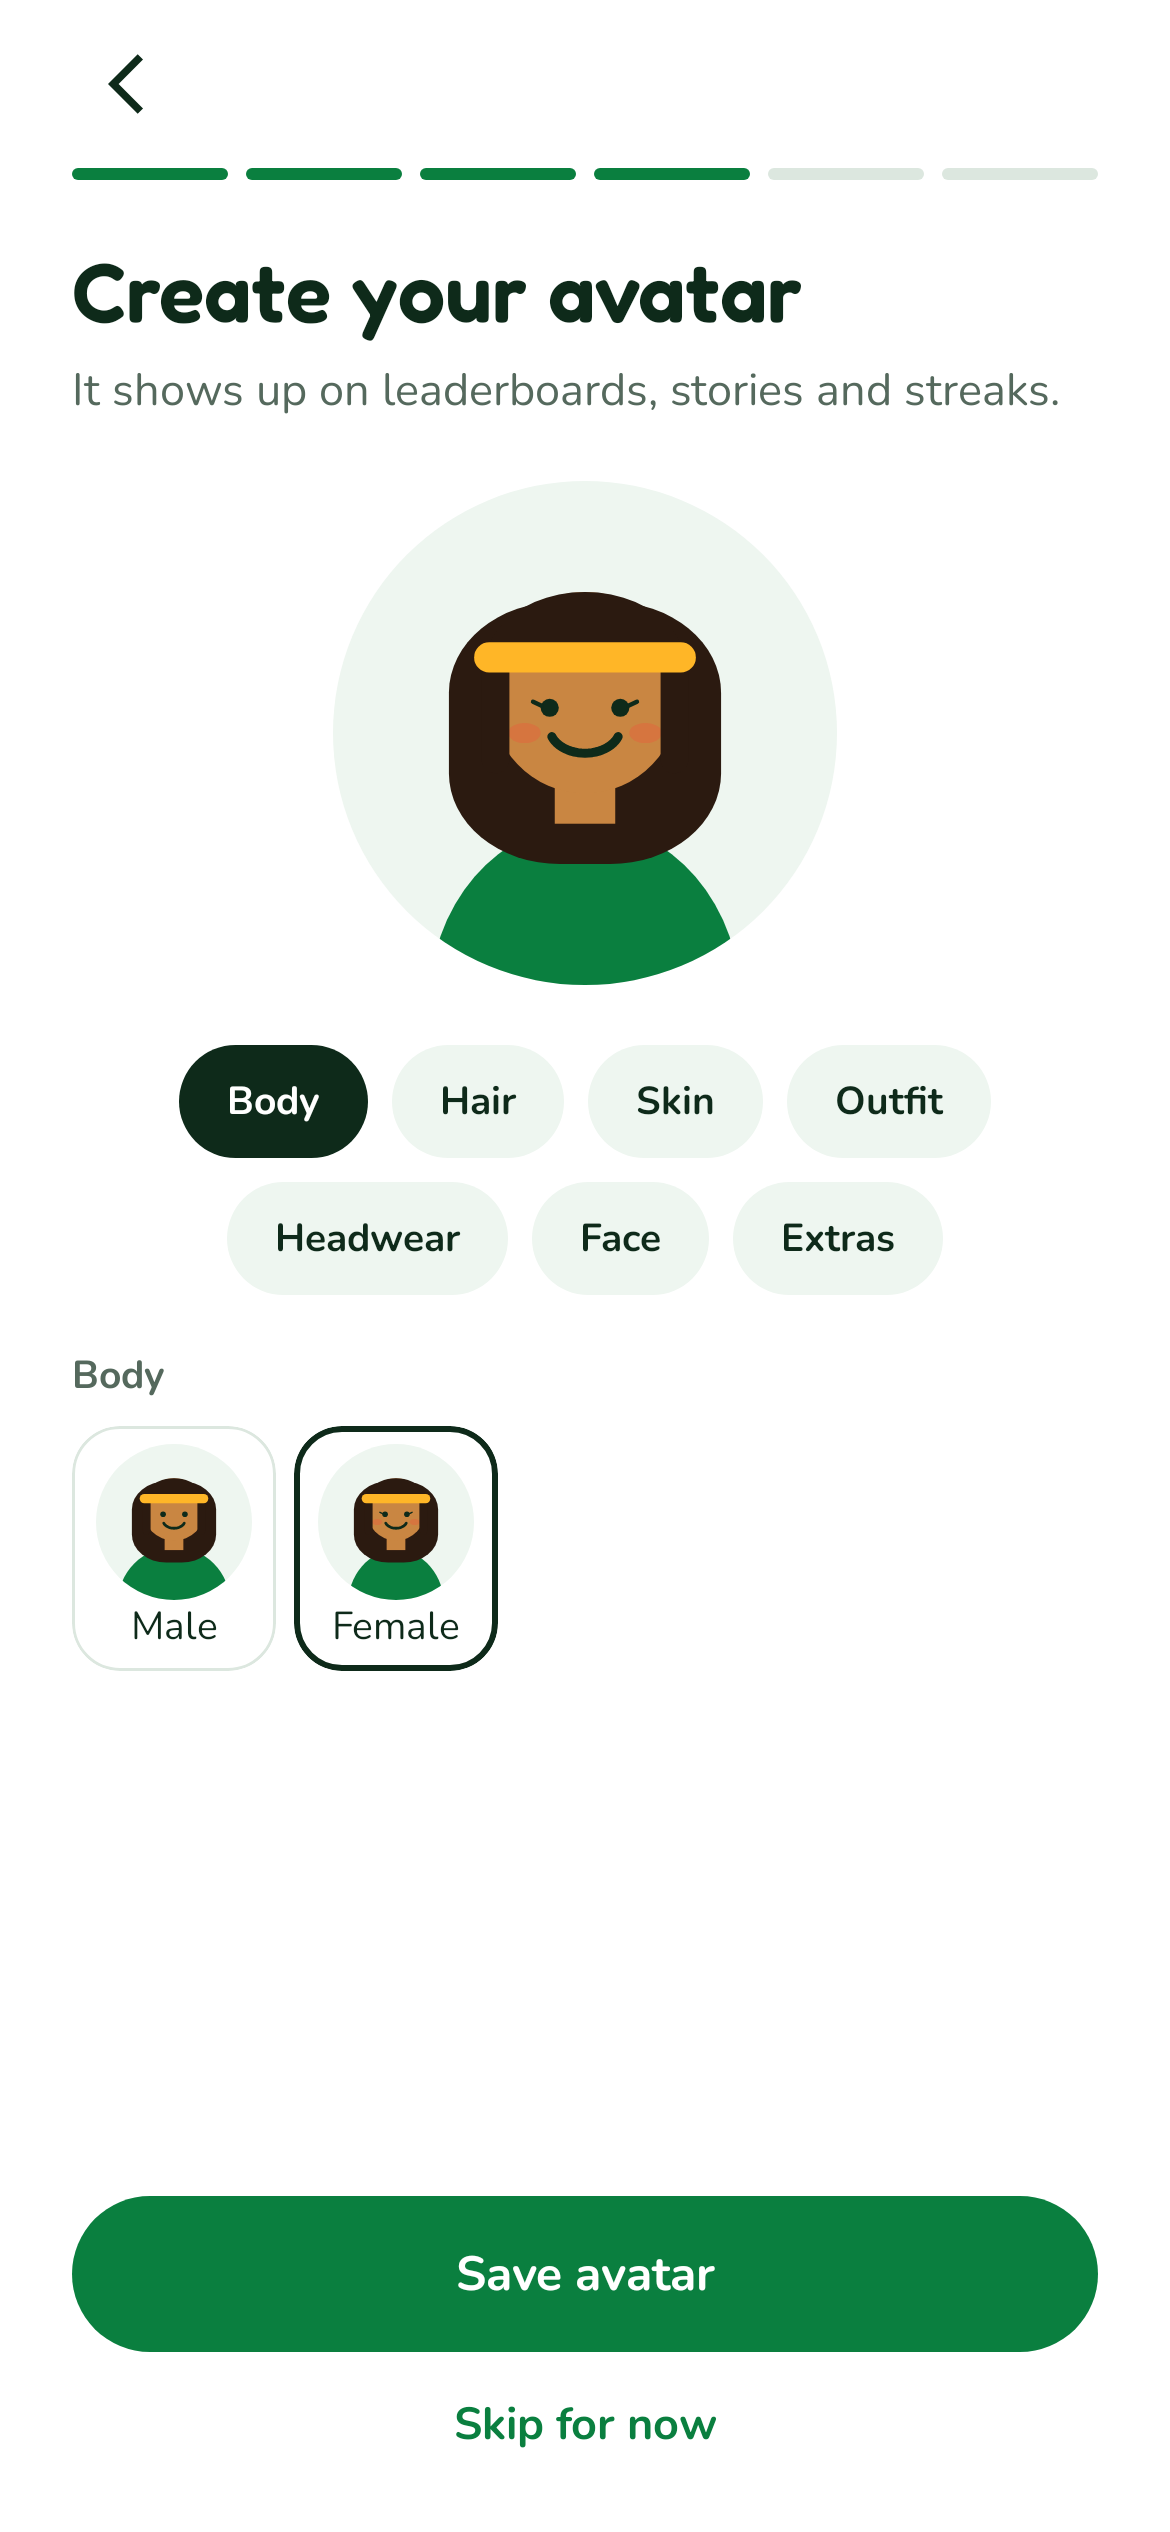 Create your avatar
It shows up on leaderboards, stories and streaks.
Body Hair Skin Outfit
Headwear Face Extras
Body
Male Female
Save avatar
Skip for now